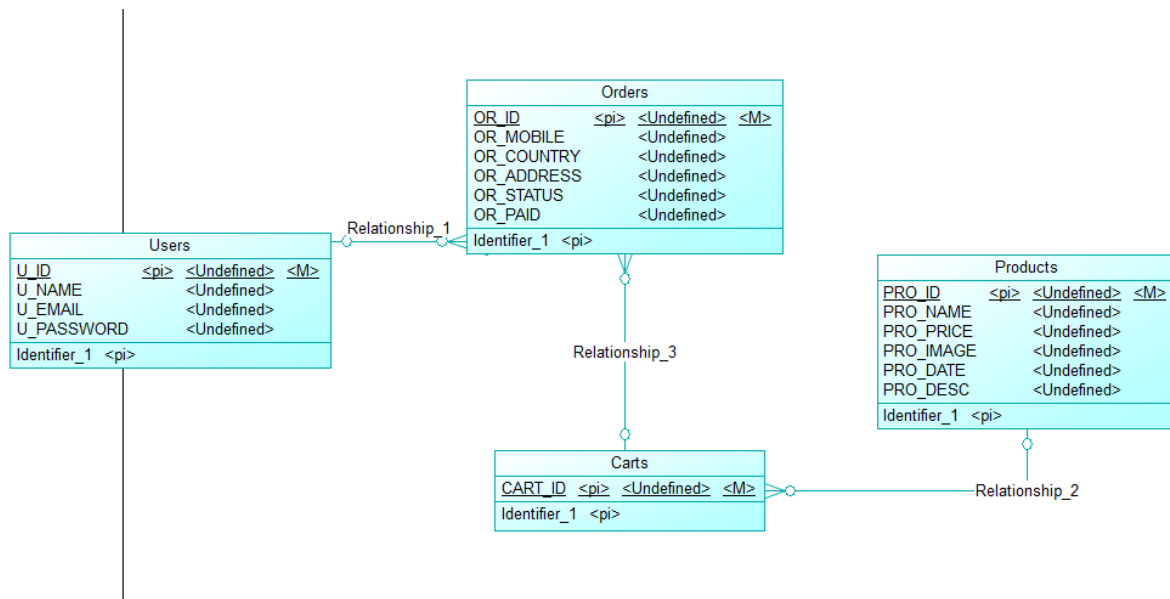 Orders
OR_ID <pi> <Undefined> <M>
OR_MOBILE <Undefined>
OR_COUNTRY <Undefined>
OR_ADDRESS <Undefined>
OR_STATUS <Undefined>
OR_PAID <Undefined>
Identifier_1 <pi>
Relationship_1
Users
U_ID <pi> <Undefined> <M>
U_NAME <Undefined>
U_EMAIL <Undefined>
U_PASSWORD <Undefined>
Identifier_1 <pi>
Products
PRO_ID <pi> <Undefined> <M>
PRO_NAME <Undefined>
PRO_PRICE <Undefined>
PRO_IMAGE <Undefined>
PRO_DATE <Undefined>
PRO_DESC <Undefined>
Identifier_1 <pi>
Relationship_3
Carts
CART_ID <pi> <Undefined> <M>
Identifier_1 <pi>
Relationship_2